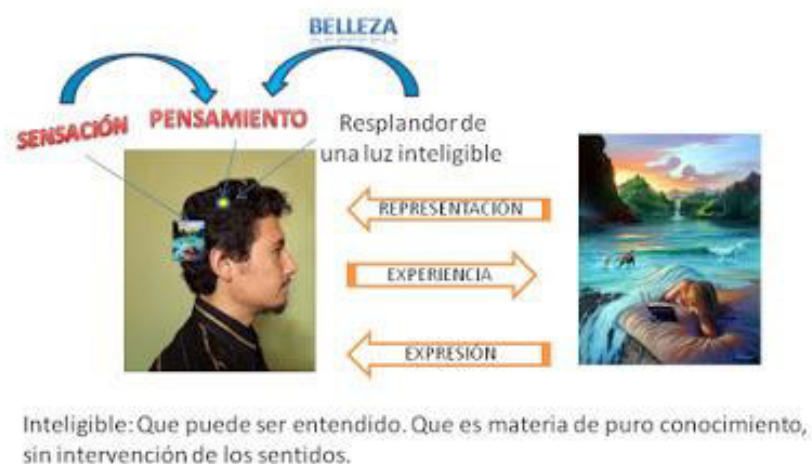 BELLEZA
SENSACIÓN
PENSAMIENTO
Resplandor de
una luz inteligible
REPRESENTACIÓN
EXPERIENCIA
EXPRESIÓN
Inteligible: Que puede ser entendido. Que es materia de puro conocimiento,
sin intervención de los sentidos.